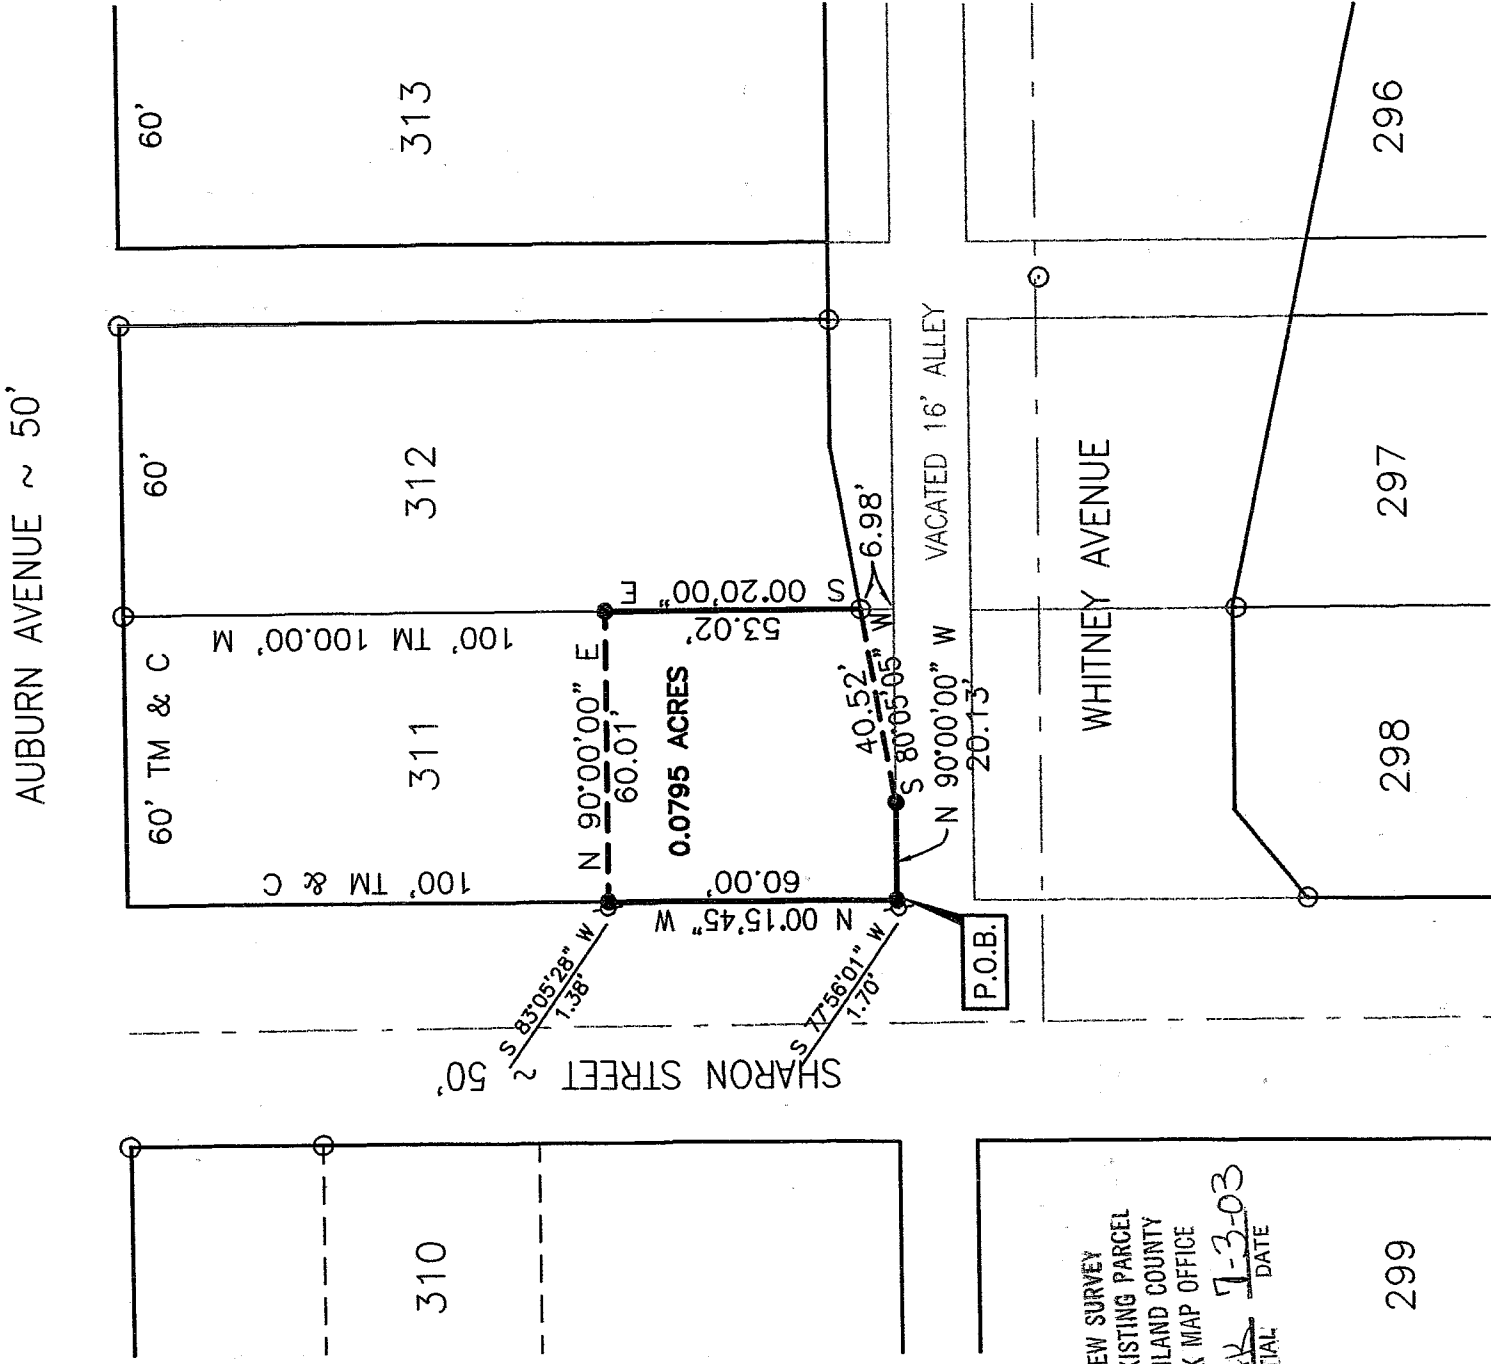 AUBURN AVENUE ~ 50'
60' TM & C
60'
60'
311
312
313
100' TM & C
100' TM 100.00' M
N 90°00'00" E
60.01'
0.0795 ACRES
S 00°20'00" E
53.02'
N 00°15'45" W
60.00'
40.52'
S 80°05'05" W
6.98'
N 90°00'00" W
20.13'
S 83°05'28" W
1.38'
S 77°56'01" W
1.70'
P.O.B.
VACATED 16' ALLEY
WHITNEY AVENUE
SHARON STREET ~ 50'
310
299
298
297
296
EW SURVEY
XISTING PARCEL
HLAND COUNTY
X MAP OFFICE
7-3-03
TIAL
DATE